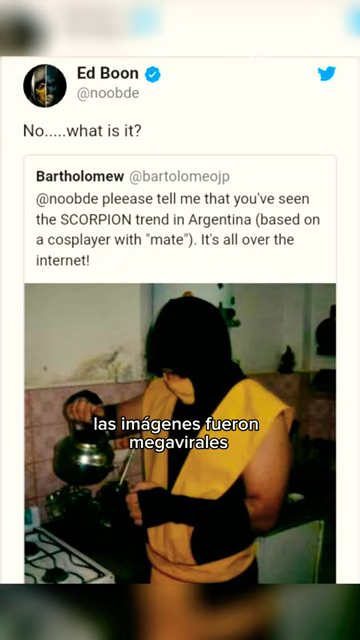 Ed Boon
@noobde
No.....what is it?
Bartholomew @bartolomeojp
@noobde pleease tell me that you've seen
the SCORPION trend in Argentina (based on
a cosplayer with "mate"). It's all over the
internet!
las imágenes fueron
megavirales